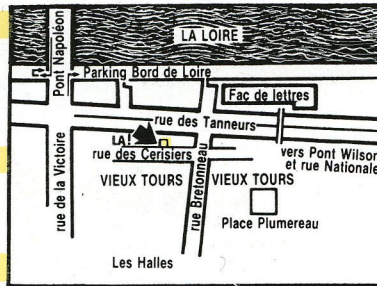 LA LOIRE
Pont Napoléon
Parking Bord de Loire
Fac de lettres
rue des Tanneurs
LA!
rue des Cerisiers
vers Pont Wilson
et rue Nationale
rue de la Victoire
VIEUX TOURS
rue Bretonneau
VIEUX TOURS
Place Plumereau
Les Halles